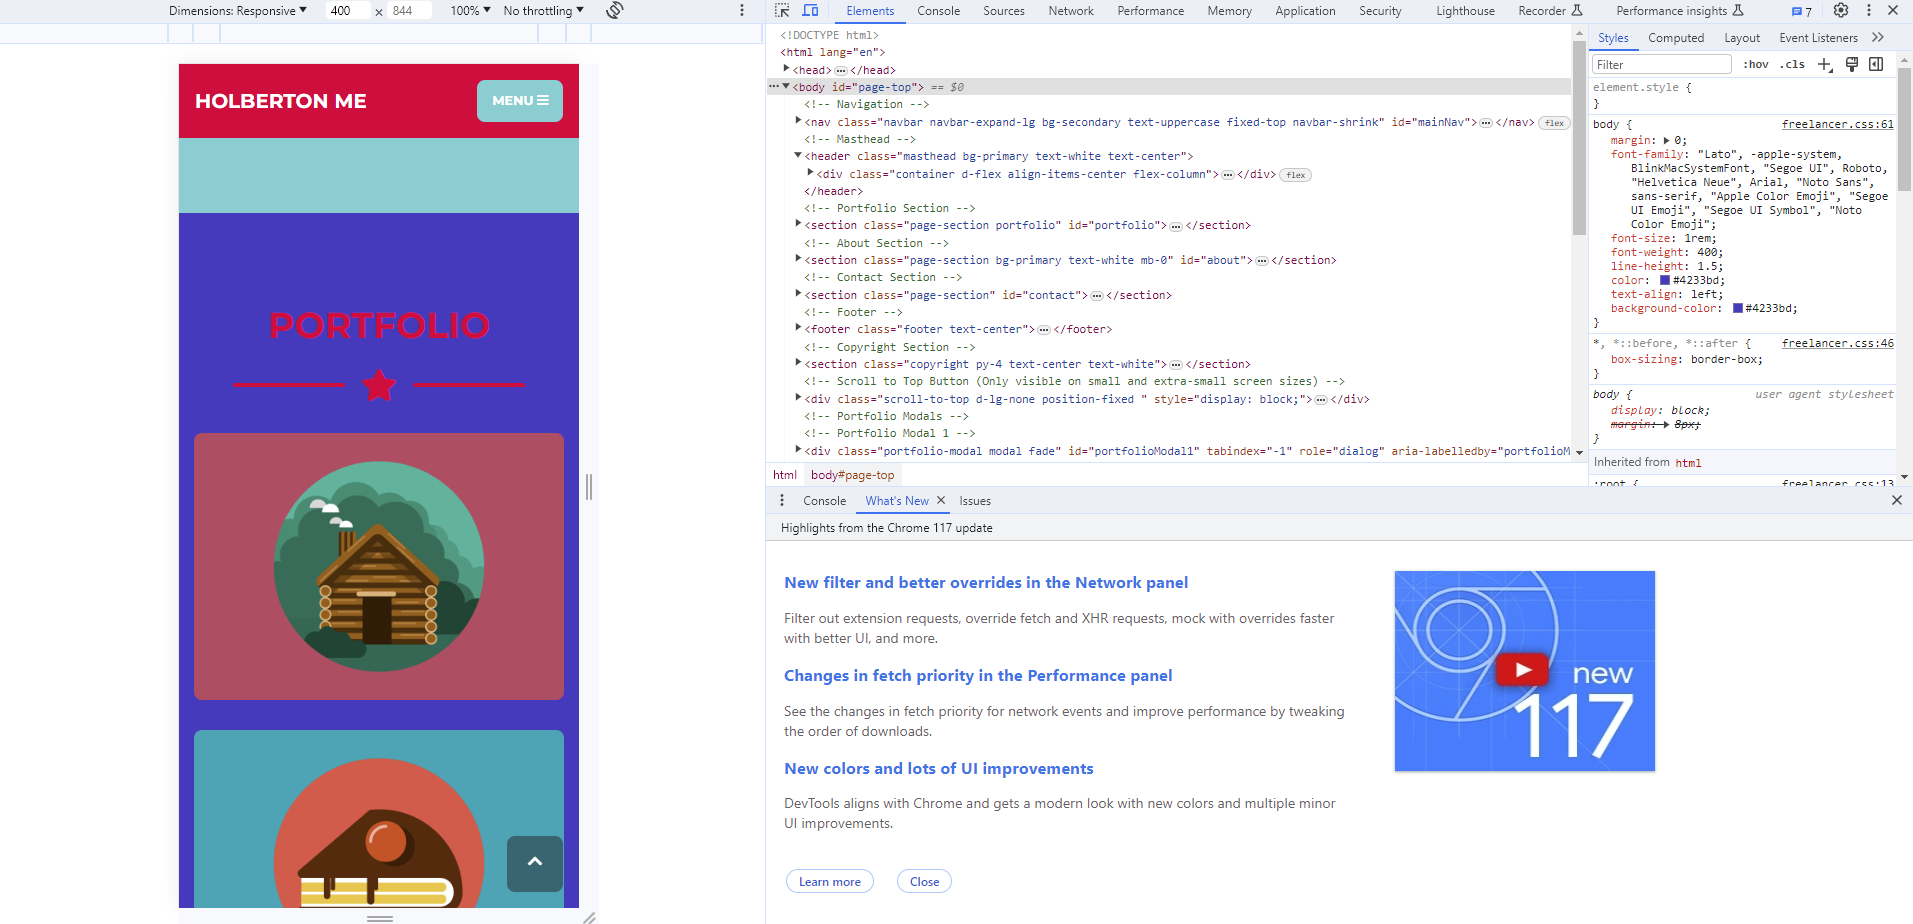 Dimensions: Responsive ▼ 400 × 844 100% ▼ No throttling ▼
HOLBERTON ME
MENU
PORTFOLIO
Elements Console Sources Network Performance Memory Application Security Lighthouse Recorder Performance insights 7
<!DOCTYPE html>
<html lang="en">
<head>…</head>
<body id="page-top"> == $0
<!-- Navigation -->
<nav class="navbar navbar-expand-lg bg-secondary text-uppercase fixed-top navbar-shrink" id="mainNav">…</nav> flex
<!-- Masthead -->
<header class="masthead bg-primary text-white text-center">
<div class="container d-flex align-items-center flex-column">…</div> flex
</header>
<!-- Portfolio Section -->
<section class="page-section portfolio" id="portfolio">…</section>
<!-- About Section -->
<section class="page-section bg-primary text-white mb-0" id="about">…</section>
<!-- Contact Section -->
<section class="page-section" id="contact">…</section>
<!-- Footer -->
<footer class="footer text-center">…</footer>
<!-- Copyright Section -->
<section class="copyright py-4 text-center text-white">…</section>
<!-- Scroll to Top Button (Only visible on small and extra-small screen sizes) -->
<div class="scroll-to-top d-lg-none position-fixed " style="display: block;">…</div>
<!-- Portfolio Modals -->
<!-- Portfolio Modal 1 -->
<div class="portfolio-modal modal fade" id="portfolioModal1" tabindex="-1" role="dialog" aria-labelledby="portfolioM
html body#page-top
Styles Computed Layout Event Listeners
Filter :hov .cls
element.style {
}
body { freelancer.css:61
margin: 0;
font-family: "Lato", -apple-system,
BlinkMacSystemFont, "Segoe UI", Roboto,
"Helvetica Neue", Arial, "Noto Sans",
sans-serif, "Apple Color Emoji", "Segoe
UI Emoji", "Segoe UI Symbol", "Noto
Color Emoji";
font-size: 1rem;
font-weight: 400;
line-height: 1.5;
color: #4233bd;
text-align: left;
background-color: #4233bd;
}
*, *::before, *::after { freelancer.css:46
box-sizing: border-box;
}
body { user agent stylesheet
display: block;
margin: 8px;
}
Inherited from html
:root { freelancer.css:13
Console What's New Issues
Highlights from the Chrome 117 update
New filter and better overrides in the Network panel
Filter out extension requests, override fetch and XHR requests, mock with overrides faster
with better UI, and more.
Changes in fetch priority in the Performance panel
See the changes in fetch priority for network events and improve performance by tweaking
the order of downloads.
New colors and lots of UI improvements
DevTools aligns with Chrome and gets a modern look with new colors and multiple minor
UI improvements.
Learn more Close
new
117